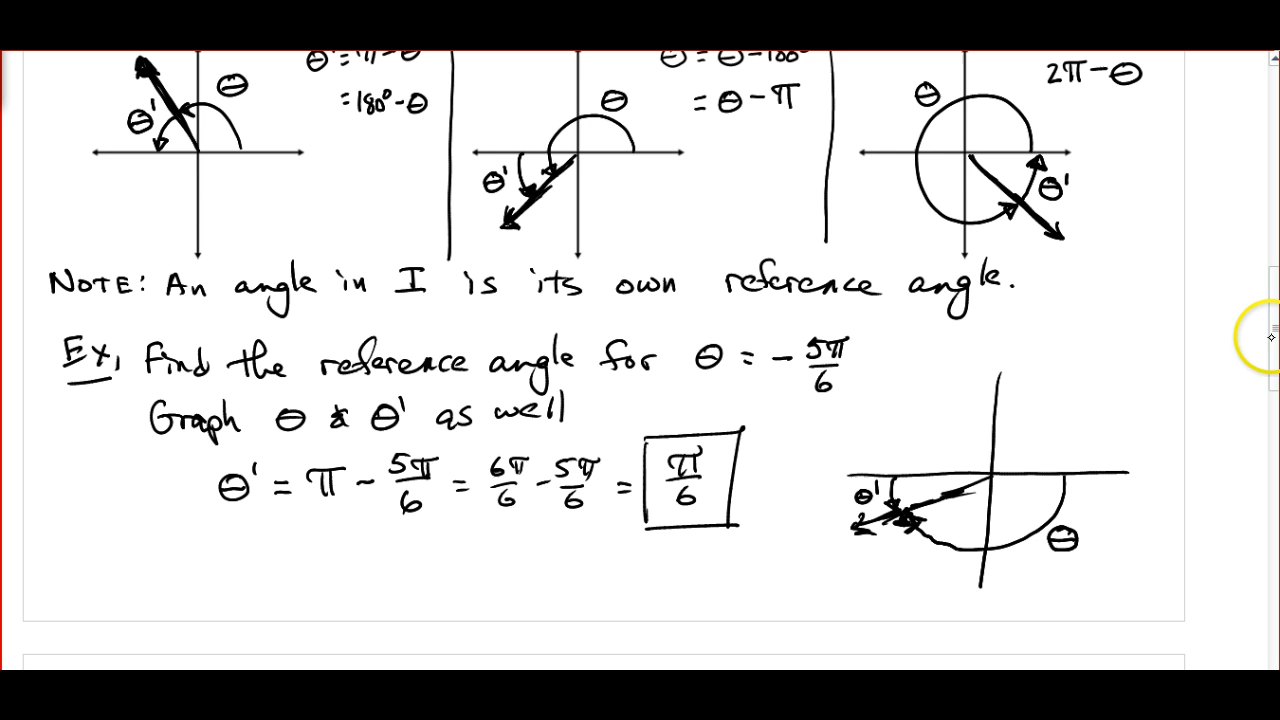 = 180° - θ
θ
θ'
= θ - π
θ
θ'
2π - θ
θ
θ'
NOTE: An angle in I is its own reference angle.
Ex, Find the reference angle for θ = - 5π/6
Graph θ & θ' as well
θ' = π - 5π/6 = 6π/6 - 5π/6 = π/6
θ'
θ